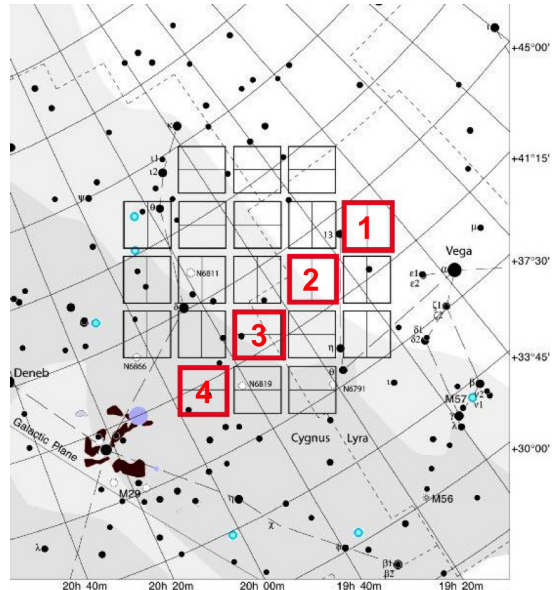 ι
+45°00'
κ
ι1
ι2
+41°15'
ψ
θ
13
1
μ
Vega
α
+37°30'
N6811
2
ε1
ε2
ζ1
ζ2
δ
3
δ1
δ2
+33°45'
η
N6866
Deneb
4
N6819
θ
N6791
ι
β
M57
ν2
ν1
γ
λ
Galactic Plane
Cygnus
Lyra
+30°00'
M29
η
M56
χ
λ
φ
β1
β2
20h 40m
20h 20m
20h 00m
19h 40m
19h 20m